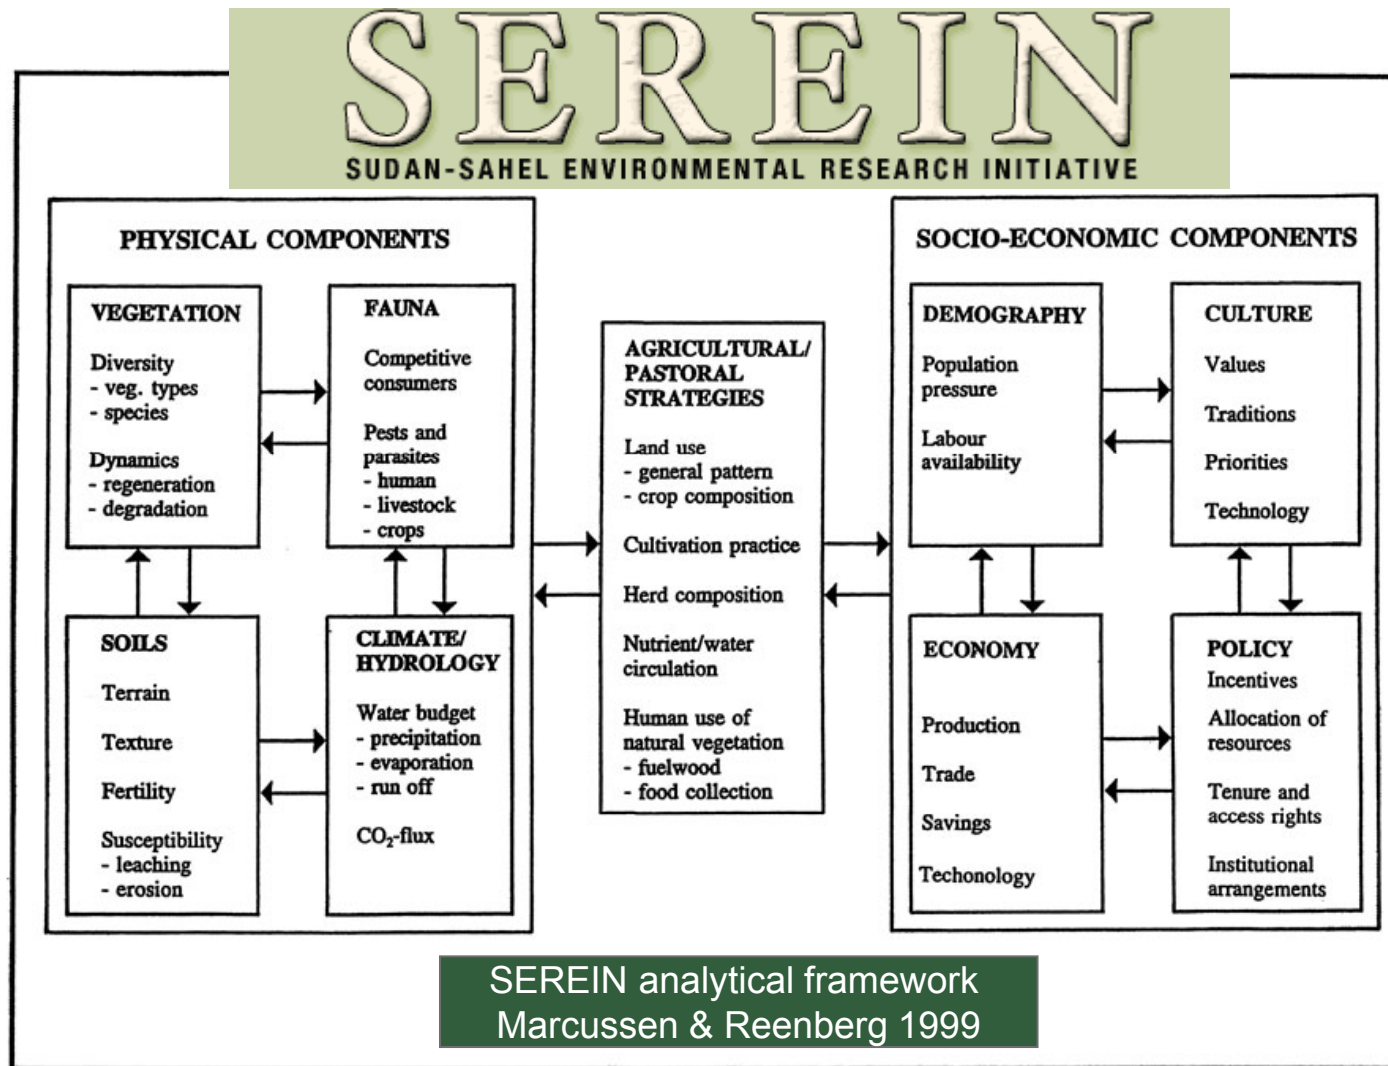 SEREIN
SUDAN-SAHEL ENVIRONMENTAL RESEARCH INITIATIVE
PHYSICAL COMPONENTS
VEGETATION
Diversity
- veg. types
- species
Dynamics
- regeneration
- degradation
FAUNA
Competitive
consumers
Pests and
parasites
- human
- livestock
- crops
SOILS
Terrain
Texture
Fertility
Susceptibility
- leaching
- erosion
CLIMATE/
HYDROLOGY
Water budget
- precipitation
- evaporation
- run off
CO₂-flux
AGRICULTURAL/
PASTORAL
STRATEGIES
Land use
- general pattern
- crop composition
Cultivation practice
Herd composition
Nutrient/water
circulation
Human use of
natural vegetation
- fuelwood
- food collection
SOCIO-ECONOMIC COMPONENTS
DEMOGRAPHY
Population
pressure
Labour
availability
CULTURE
Values
Traditions
Priorities
Technology
ECONOMY
Production
Trade
Savings
Techonology
POLICY
Incentives
Allocation of
resources
Tenure and
access rights
Institutional
arrangements
SEREIN analytical framework
Marcussen & Reenberg 1999